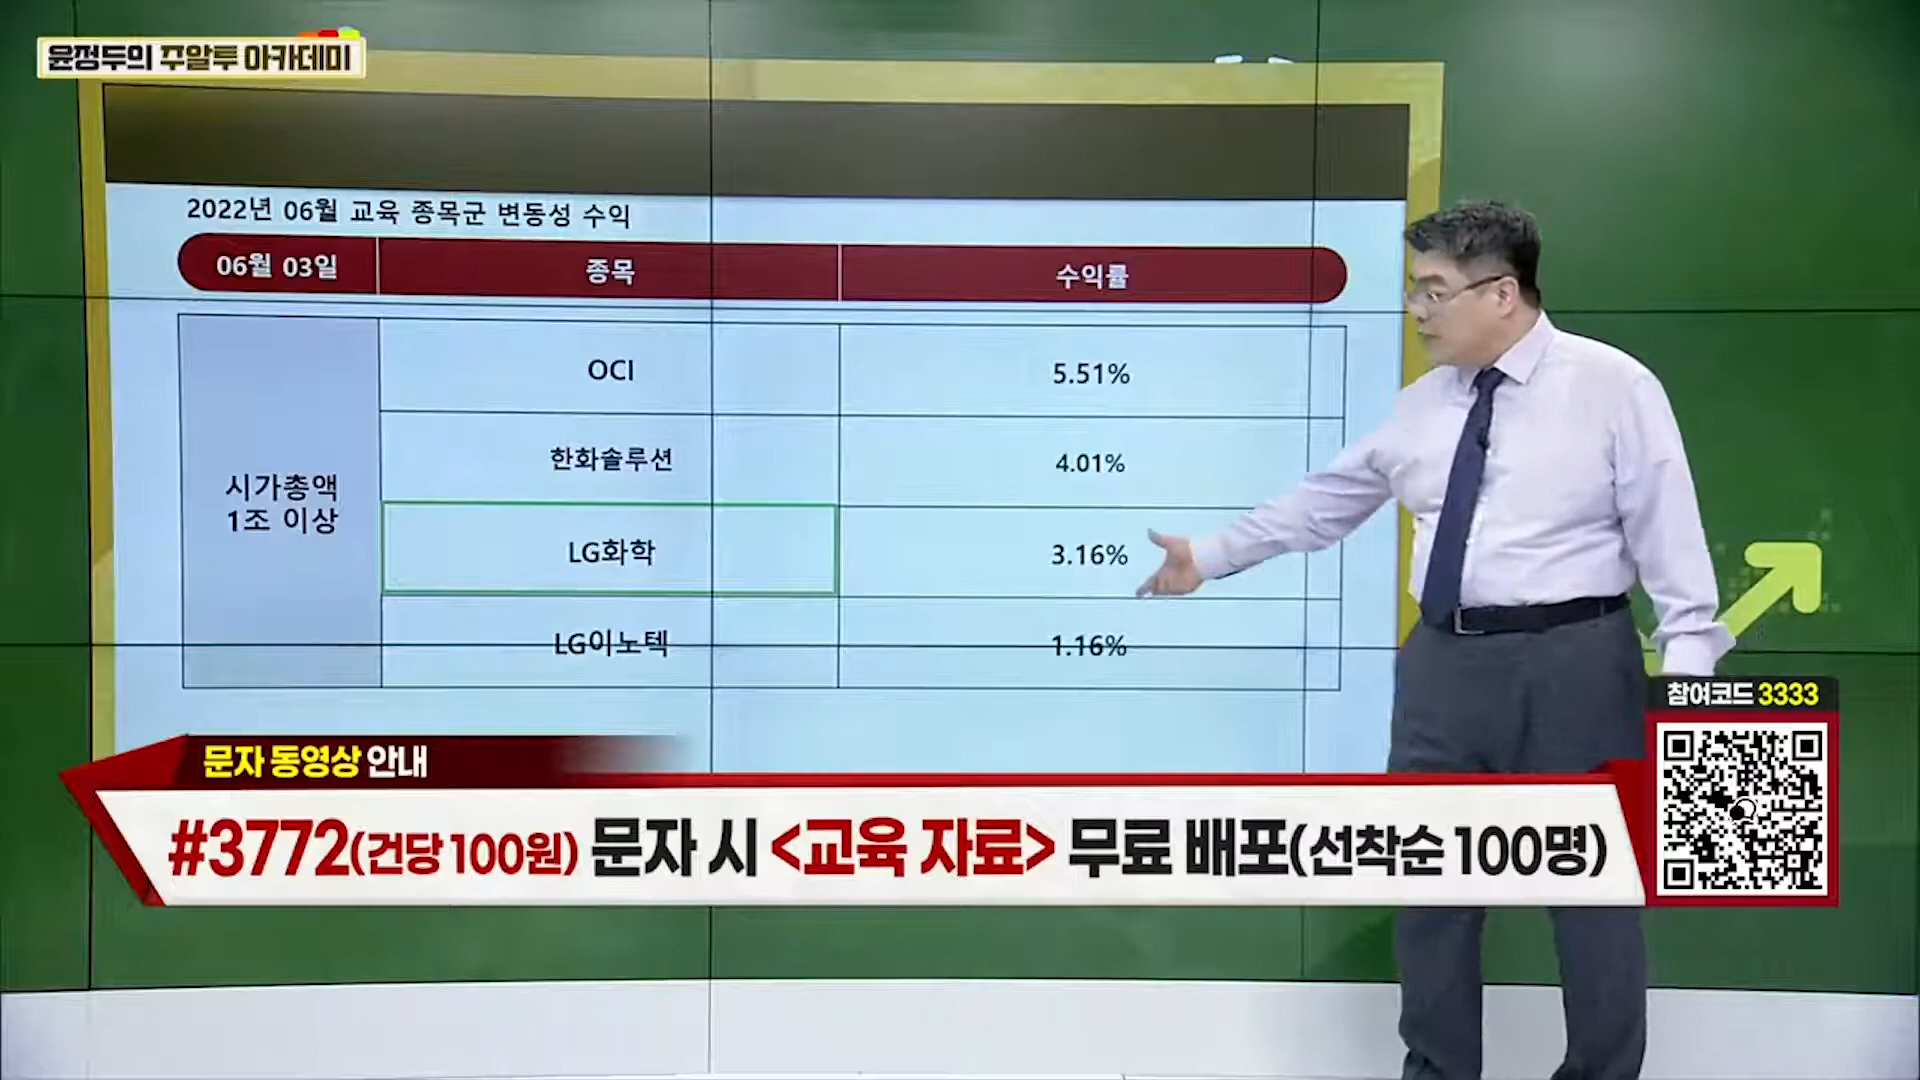 윤정두의 주알투 아카데미
2022년 06월 교육 종목군 변동성 수익
06월 03일 종목 수익률
시가총액
1조 이상
OCI 5.51%
한화솔루션 4.01%
LG화학 3.16%
LG이노텍 1.16%
참여코드 3333
문자 동영상 안내
#3772(건당 100원) 문자 시 <교육 자료> 무료 배포(선착순 100명)